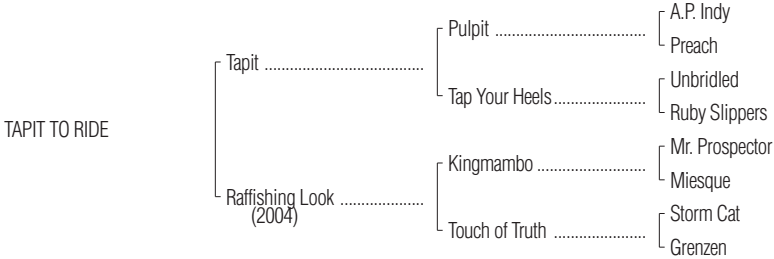 A.P. Indy
Pulpit ....................................
Preach
Tapit ......................................
Unbridled
Tap Your Heels......................
Ruby Slippers
TAPIT TO RIDE
Mr. Prospector
Kingmambo ..........................
Miesque
Raffishing Look ....................
(2004)
Storm Cat
Touch of Truth ......................
Grenzen